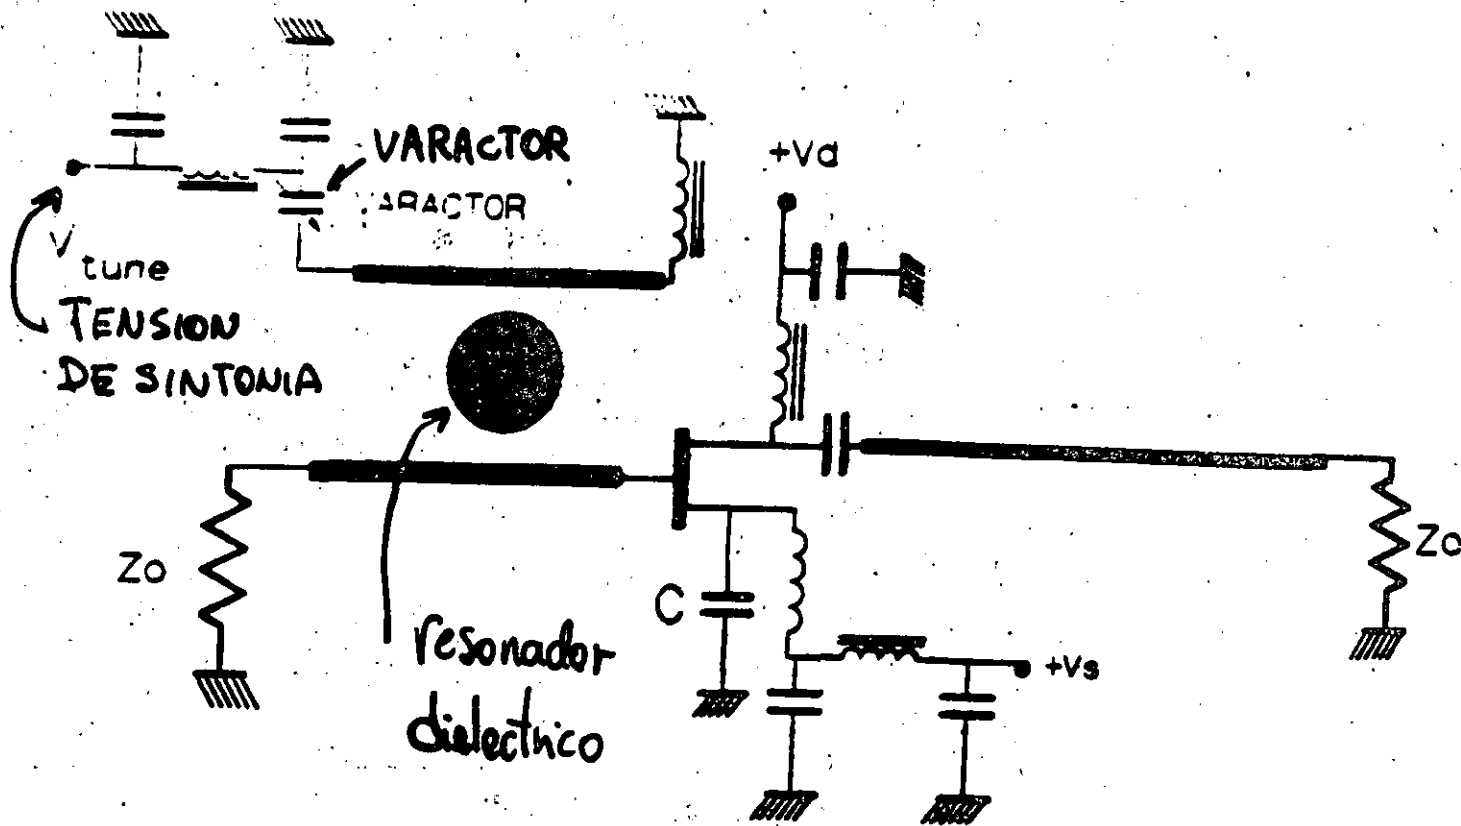 VARACTOR
+Vd
VARACTOR
V
tune
TENSION
DE SINTONIA
Zo
C
Zo
resonador
dielectrico
+Vs